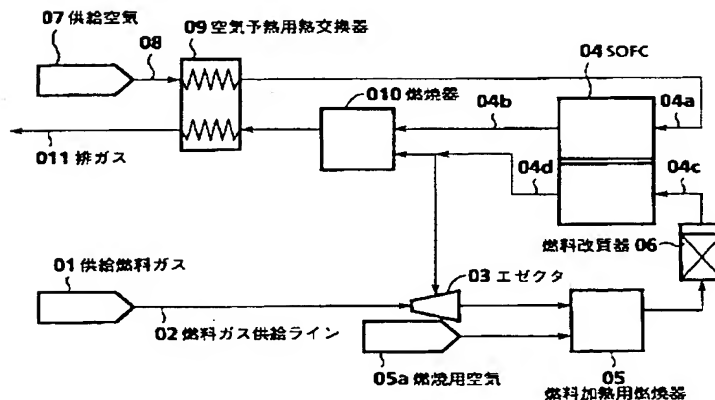 07 供給空気
08
09 空気予熱用熱交換器
04 SOFC
010 燃焼器
04b
04a
011 排ガス
04d
04c
燃料改質器 06
01 供給燃料ガス
03 エゼクタ
02 燃料ガス供給ライン
05a 燃焼用空気
05
燃料加熱用燃焼器